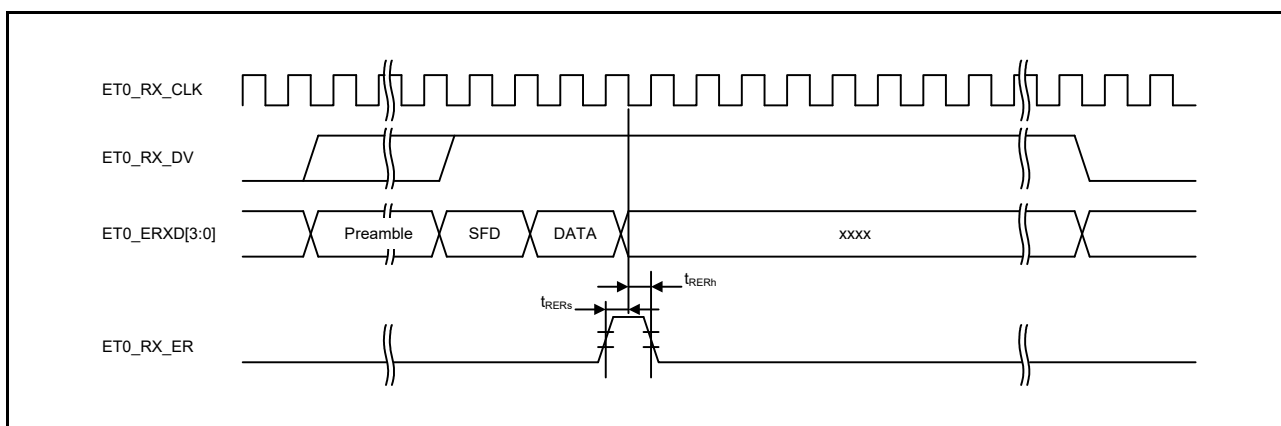 ET0_RX_CLK
ET0_RX_DV
ET0_ERXD[3:0]
Preamble SFD DATA xxxx
tRERh
tRERs
ET0_RX_ER